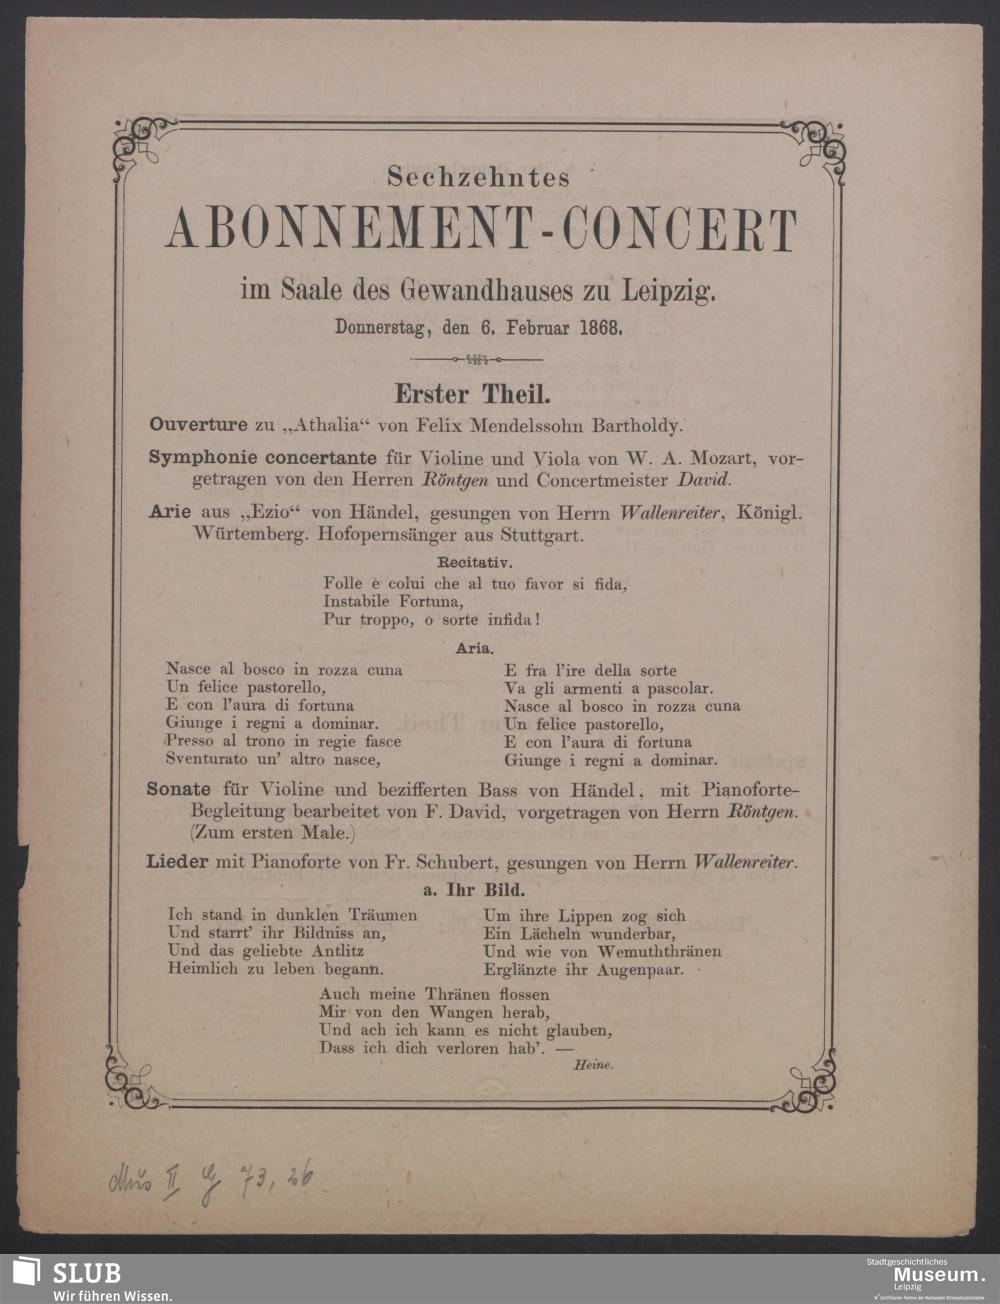 Sechzehntes
ABONNEMENT-CONCERT
im Saale des Gewandhauses zu Leipzig.
Donnerstag, den 6. Februar 1868.
Erster Theil.
Ouverture zu „Athalia“ von Felix Mendelssohn Bartholdy.
Symphonie concertante für Violine und Viola von W. A. Mozart, vor-
getragen von den Herren Röntgen und Concertmeister David.
Arie aus „Ezio“ von Händel, gesungen von Herrn Wallenreiter, Königl.
Würtemberg. Hofopernsänger aus Stuttgart.
Recitativ.
Folle è colui che al tuo favor si fida,
Instabile Fortuna,
Pur troppo, o sorte infida!
Aria.
Nasce al bosco in rozza cuna
Un felice pastorello,
E con l'aura di fortuna
Giunge i regni a dominar.
Presso al trono in regie fasce
Sventurato un' altro nasce,
E fra l'ire della sorte
Va gli armenti a pascolar.
Nasce al bosco in rozza cuna
Un felice pastorello,
E con l'aura di fortuna
Giunge i regni a dominar.
Sonate für Violine und bezifferten Bass von Händel, mit Pianoforte-
Begleitung bearbeitet von F. David, vorgetragen von Herrn Röntgen.
(Zum ersten Male.)
Lieder mit Pianoforte von Fr. Schubert, gesungen von Herrn Wallenreiter.
a. Ihr Bild.
Ich stand in dunklen Träumen
Und starrt' ihr Bildniss an,
Und das geliebte Antlitz
Heimlich zu leben begann.
Um ihre Lippen zog sich
Ein Lächeln wunderbar,
Und wie von Wemuththränen
Erglänzte ihr Augenpaar.
Auch meine Thränen flossen
Mir von den Wangen herab,
Und ach ich kann es nicht glauben,
Dass ich dich verloren hab'. —
Heine.
Mus II G 73, 26
SLUB
Wir führen Wissen.
Stadtgeschichtliches
Museum.
Leipzig
Zertifizierter Partner der Nationalen Klimaschutzinitiative